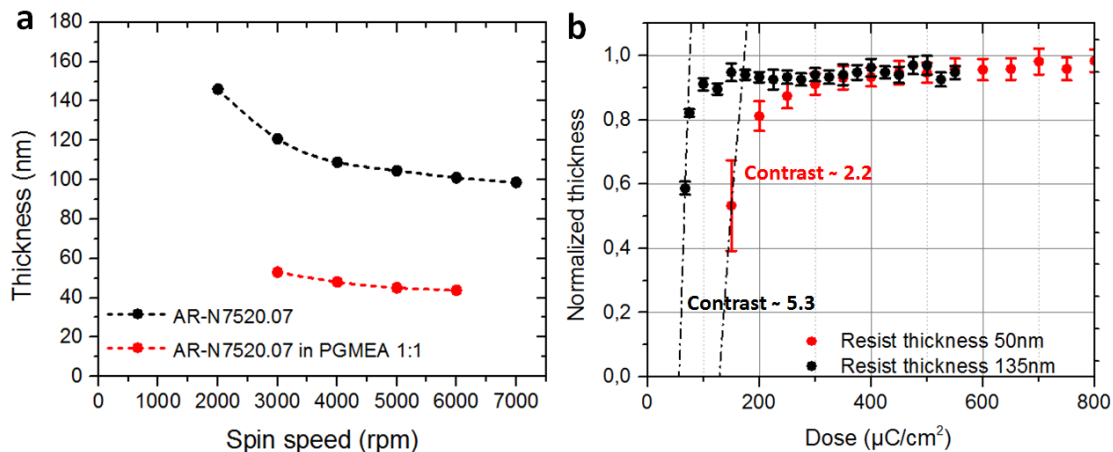 a
180
160
140
120
100
80
60
40
20
0
Thickness (nm)
AR-N7520.07
AR-N7520.07 in PGMEA 1:1
0 1000 2000 3000 4000 5000 6000 7000
Spin speed (rpm)
b
1,0
0,8
0,6
0,4
0,2
0,0
Normalized thickness
Contrast ~ 2.2
Contrast ~ 5.3
Resist thickness 50nm
Resist thickness 135nm
0 200 400 600 800
Dose (µC/cm²)